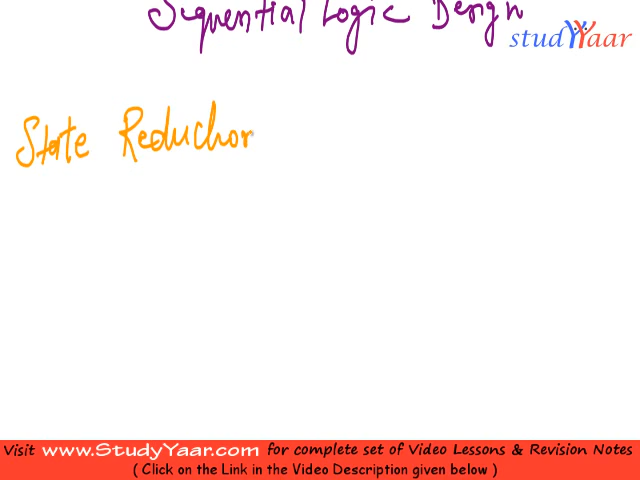 Sequential Logic Design
studYYaar
State Reduction
Visit www.StudyYaar.com for complete set of Video Lessons & Revision Notes
( Click on the Link in the Video Description given below )